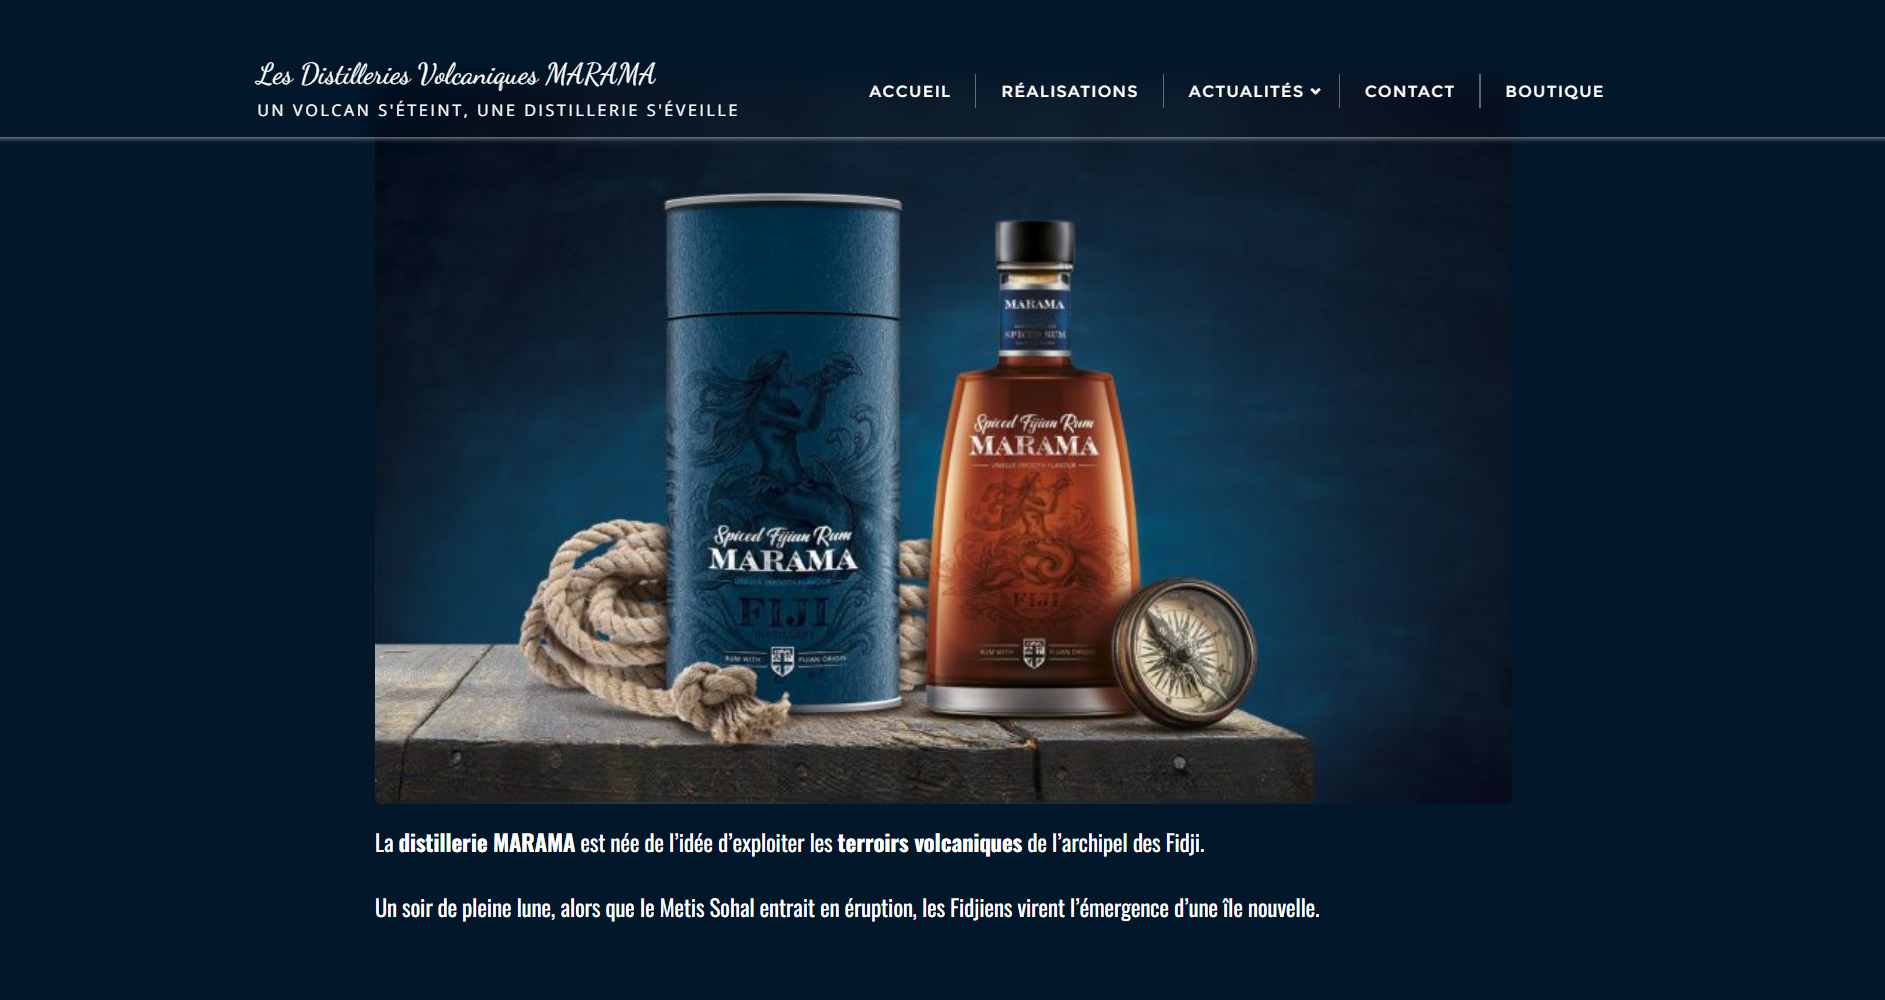 Les Distilleries Volcaniques MARAMA
UN VOLCAN S'ÉTEINT, UNE DISTILLERIE S'ÉVEILLE
ACCUEIL
RÉALISATIONS
ACTUALITÉS
CONTACT
BOUTIQUE
Spiced Fijian Rum
MARAMA
UNIQUE SMOOTH FLAVOUR
FIJI
DISTILLERY
RUM WITH FIJIAN ORIGIN
MARAMA
SPICED RUM
Spiced Fijian Rum
MARAMA
UNIQUE SMOOTH FLAVOUR
FIJI
RUM WITH FIJIAN ORIGIN
La distillerie MARAMA est née de l’idée d’exploiter les terroirs volcaniques de l’archipel des Fidji.
Un soir de pleine lune, alors que le Metis Sohal entrait en éruption, les Fidjiens virent l’émergence d’une île nouvelle.